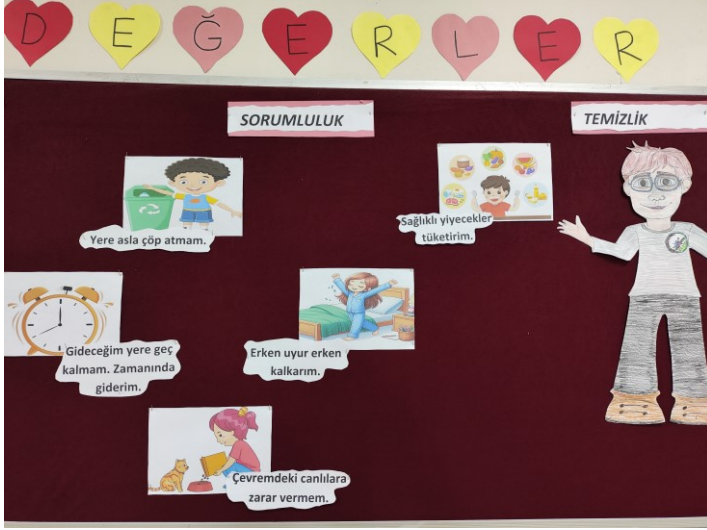 DEĞERLER
SORUMLULUK
TEMİZLİK
Yere asla çöp atmam.
Sağlıklı yiyecekler
tüketirim.
Gideceğim yere geç
kalmam. Zamanında
giderim.
Erken uyur erken
kalkarım.
Çevremdeki canlılara
zarar vermem.